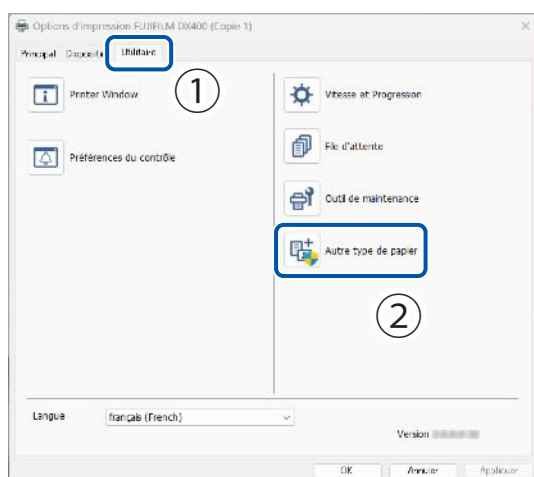 Options d'impression FUJIFILM DX400 (Copie 1)
Principal Dispositi Utilitaire
①
Printer Window
Vitesse et Progression
Préférences du contrôle
File d'attente
Outil de maintenance
Autre type de papier
②
Langue français (French)
Version
OK Annuler Appliquer